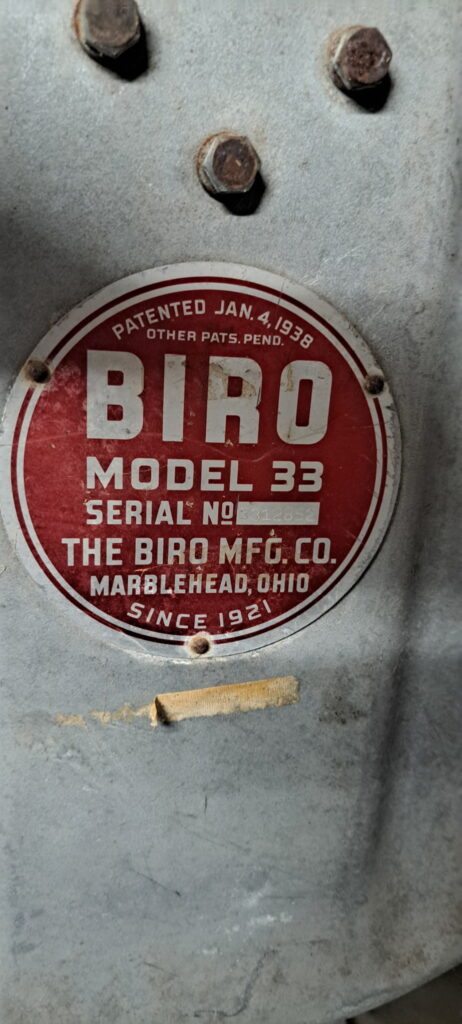 PATENTED JAN. 4, 1938
OTHER PATS. PEND.
BIRO
MODEL 33
SERIAL Nº
THE BIRO MFG. CO.
MARBLEHEAD, OHIO
SINCE 1921